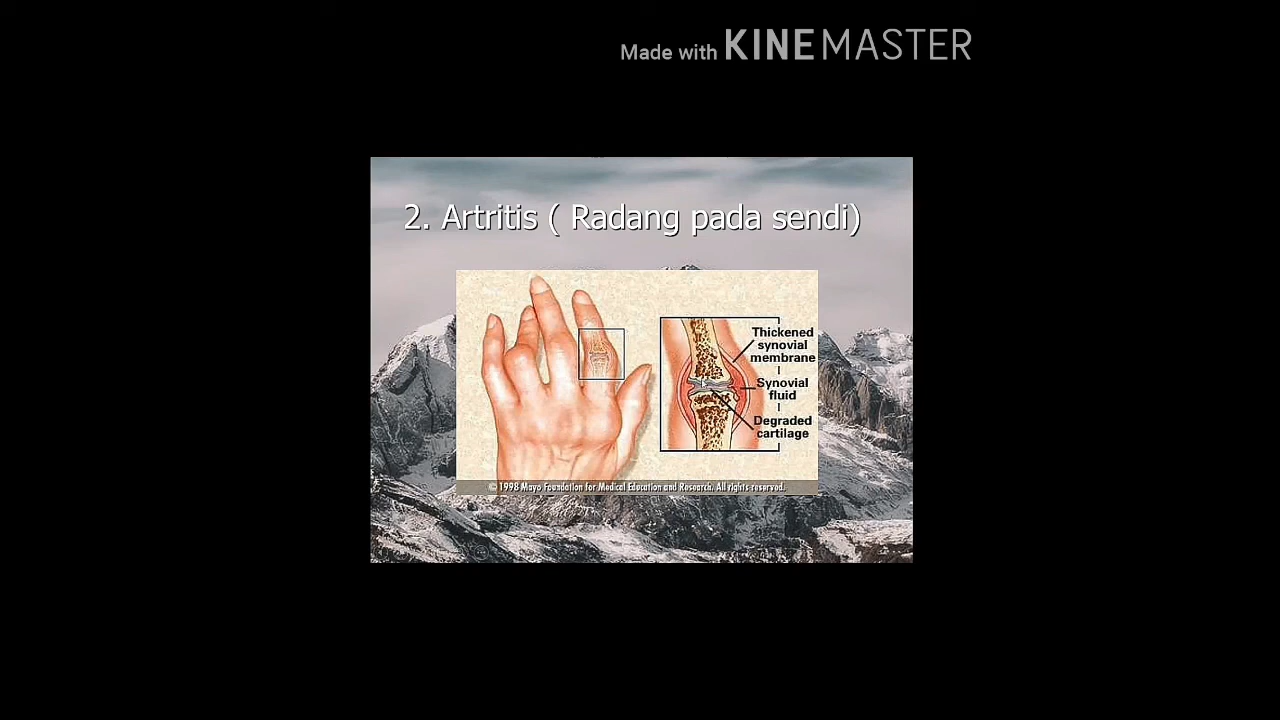 Made with KINEMASTER
2. Artritis ( Radang pada sendi)
Thickened
synovial
membrane
Synovial
fluid
Degraded
cartilage
© 1998 Mayo Foundation for Medical Education and Research. All rights reserved.